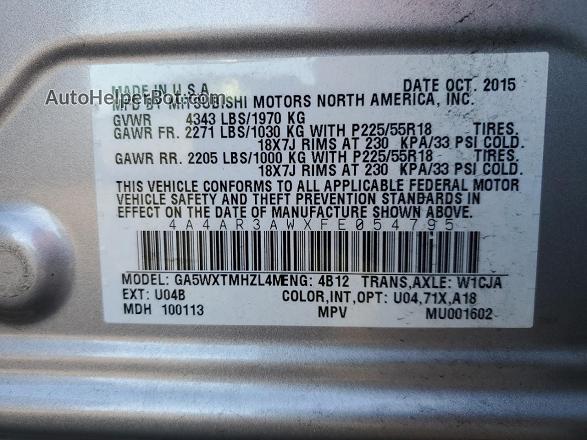 MADE IN U.S.A. DATE OCT. 2015
AutoHelperBot.com
MFD BY MITSUBISHI MOTORS NORTH AMERICA, INC.
GVWR 4343 LBS/1970 KG
GAWR FR. 2271 LBS/1030 KG WITH P225/55R18 TIRES.
18X7J RIMS AT 230 KPA/33 PSI COLD.
GAWR RR. 2205 LBS/1000 KG WITH P225/55R18 TIRES.
18X7J RIMS AT 230 KPA/33 PSI COLD.
THIS VEHICLE CONFORMS TO ALL APPLICABLE FEDERAL MOTOR
VEHICLE SAFETY AND THEFT PREVENTION STANDARDS IN
EFFECT ON THE DATE OF MANUFACTURE SHOWN ABOVE.
4A4AR3AWXFE054795
MODEL: GA5WXTMHZL4M ENG: 4B12 TRANS,AXLE: W1CJA
EXT: U04B COLOR,INT,OPT: U04,71X,A18
MDH 100113 MPV MU001602